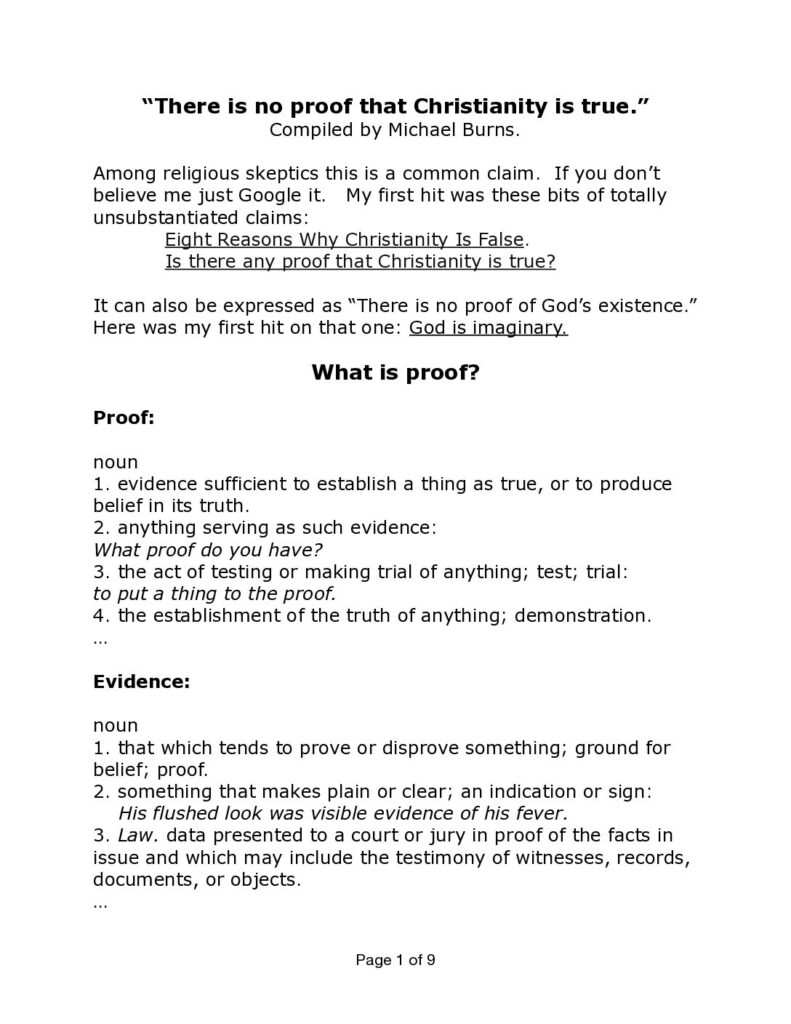 “There is no proof that Christianity is true.”
Compiled by Michael Burns.
Among religious skeptics this is a common claim. If you don’t
believe me just Google it. My first hit was these bits of totally
unsubstantiated claims:
Eight Reasons Why Christianity Is False.
Is there any proof that Christianity is true?
It can also be expressed as “There is no proof of God’s existence.”
Here was my first hit on that one: God is imaginary.
What is proof?
Proof:
noun
1. evidence sufficient to establish a thing as true, or to produce
belief in its truth.
2. anything serving as such evidence:
What proof do you have?
3. the act of testing or making trial of anything; test; trial:
to put a thing to the proof.
4. the establishment of the truth of anything; demonstration.
...
Evidence:
noun
1. that which tends to prove or disprove something; ground for
belief; proof.
2. something that makes plain or clear; an indication or sign:
His flushed look was visible evidence of his fever.
3. Law. data presented to a court or jury in proof of the facts in
issue and which may include the testimony of witnesses, records,
documents, or objects.
...
Page 1 of 9